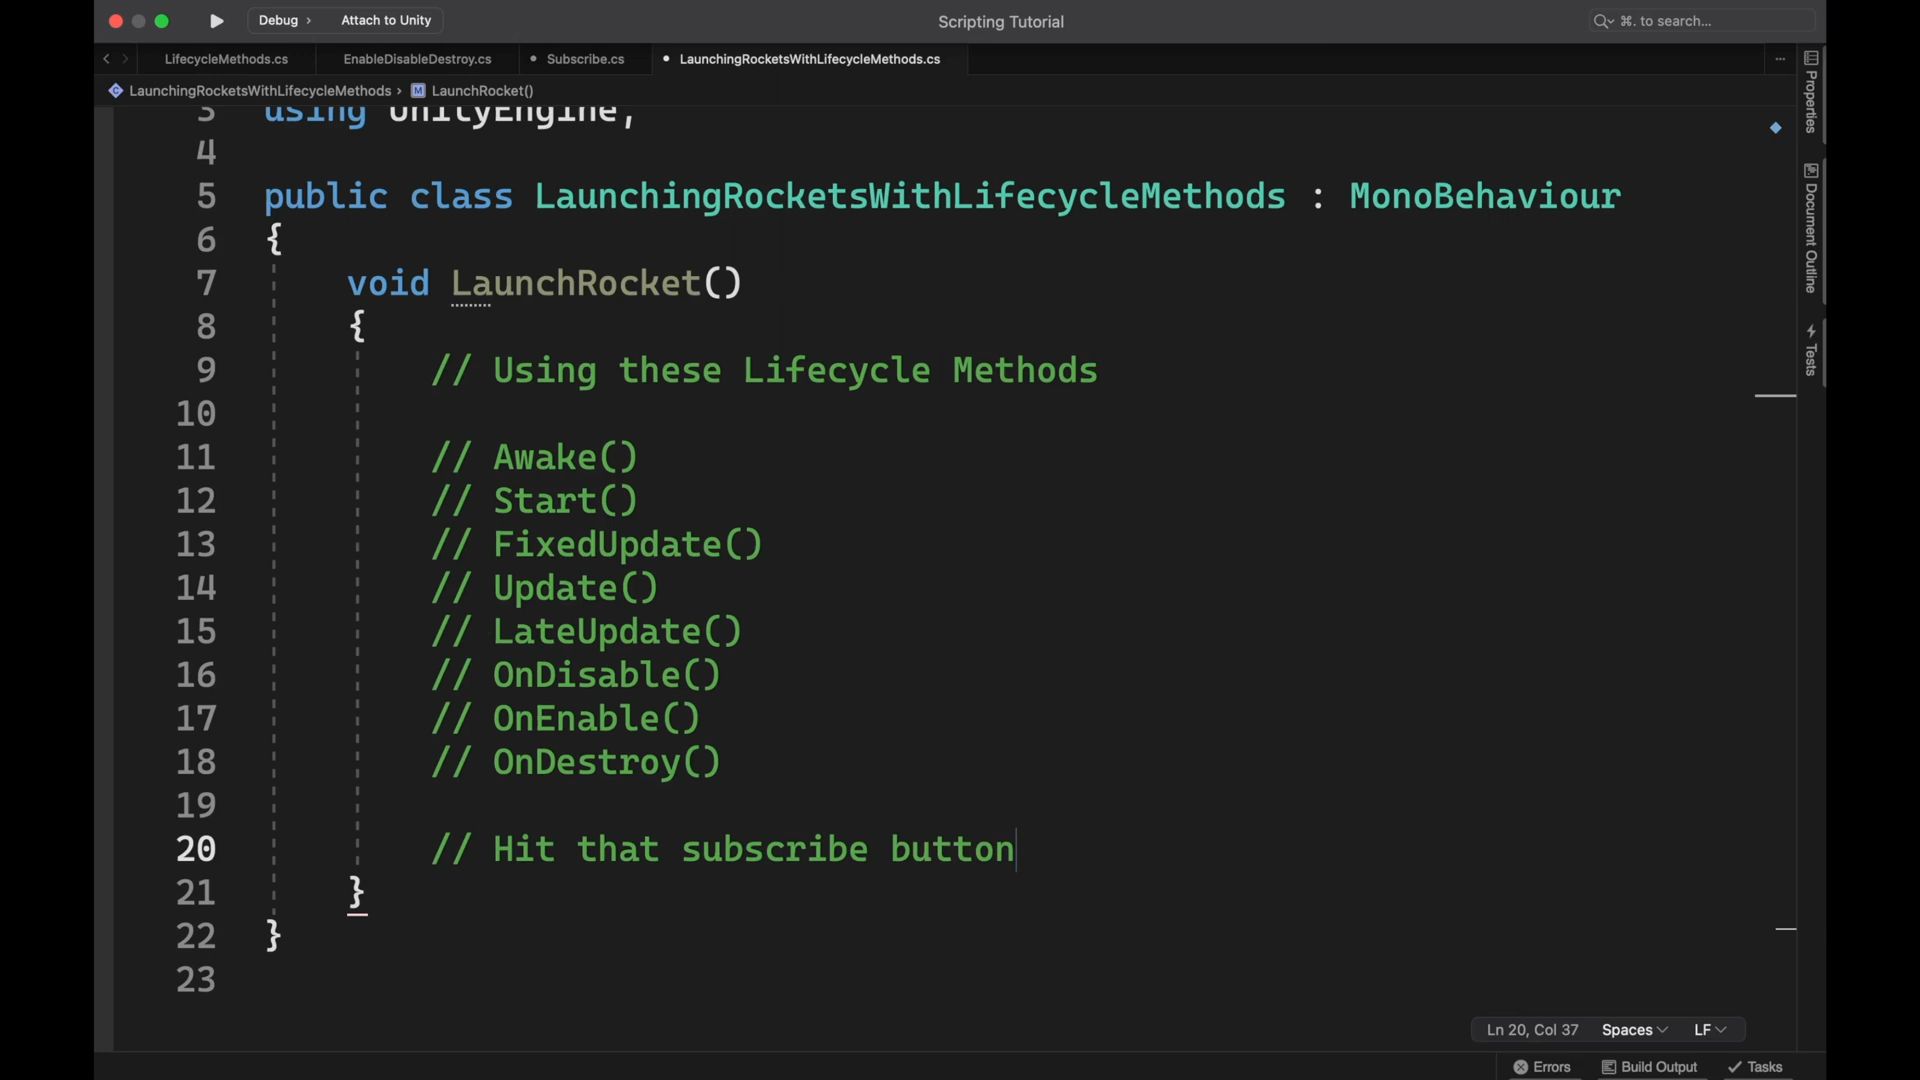 Debug › Attach to Unity
Scripting Tutorial
⌘. to search...
LifecycleMethods.cs
EnableDisableDestroy.cs
Subscribe.cs
LaunchingRocketsWithLifecycleMethods.cs
LaunchingRocketsWithLifecycleMethods › LaunchRocket()
3 using UnityEngine;
4
5 public class LaunchingRocketsWithLifecycleMethods : MonoBehaviour
6 {
7 void LaunchRocket()
8 {
9 // Using these Lifecycle Methods
10
11 // Awake()
12 // Start()
13 // FixedUpdate()
14 // Update()
15 // LateUpdate()
16 // OnDisable()
17 // OnEnable()
18 // OnDestroy()
19
20 // Hit that subscribe button
21 }
22 }
23
Properties
Document Outline
Tests
Ln 20, Col 37 Spaces LF
Errors Build Output Tasks